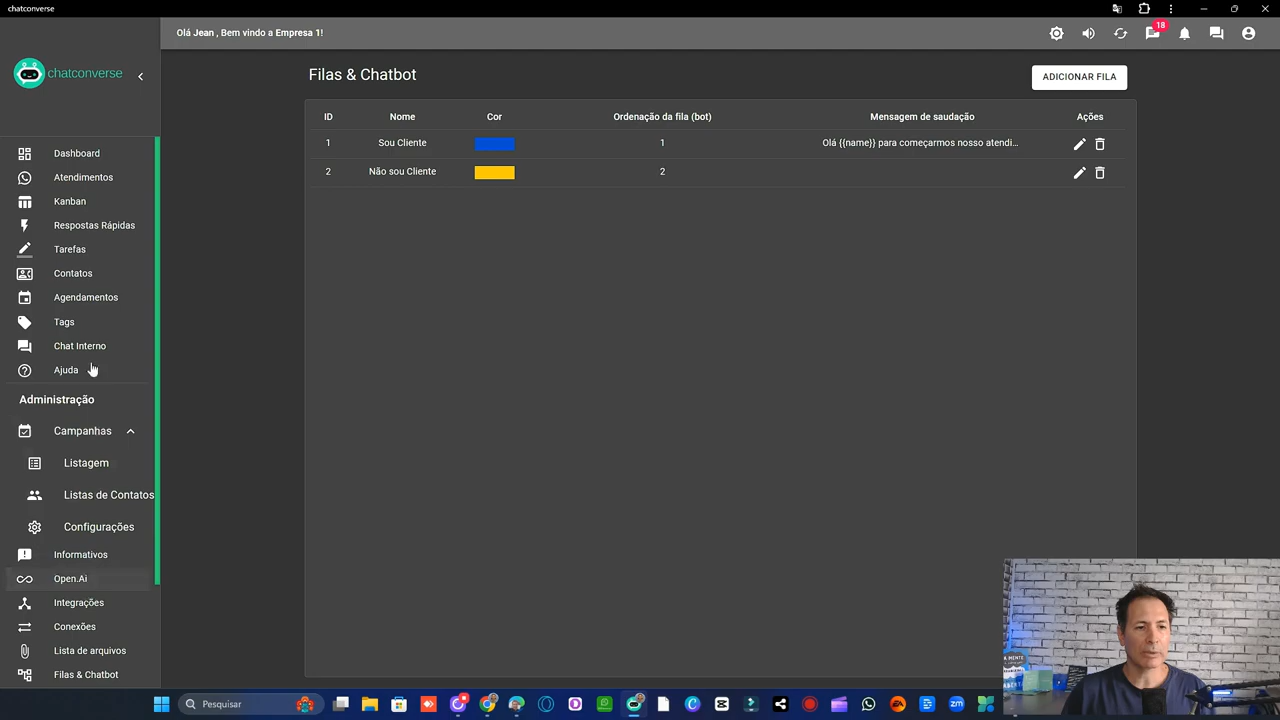 chatconverse
chatconverse
Olá Jean , Bem vindo a Empresa 1!
18
Filas & Chatbot
ADICIONAR FILA
ID Nome Cor Ordenação da fila (bot) Mensagem de saudação Ações
1 Sou Cliente 1 Olá {{name}} para começarmos nosso atendi...
2 Não sou Cliente 2
Dashboard
Atendimentos
Kanban
Respostas Rápidas
Tarefas
Contatos
Agendamentos
Tags
Chat Interno
Ajuda
Administração
Campanhas
Listagem
Listas de Contatos
Configurações
Informativos
Open.Ai
Integrações
Conexões
Lista de arquivos
Filas & Chatbot
Pesquisar
zm